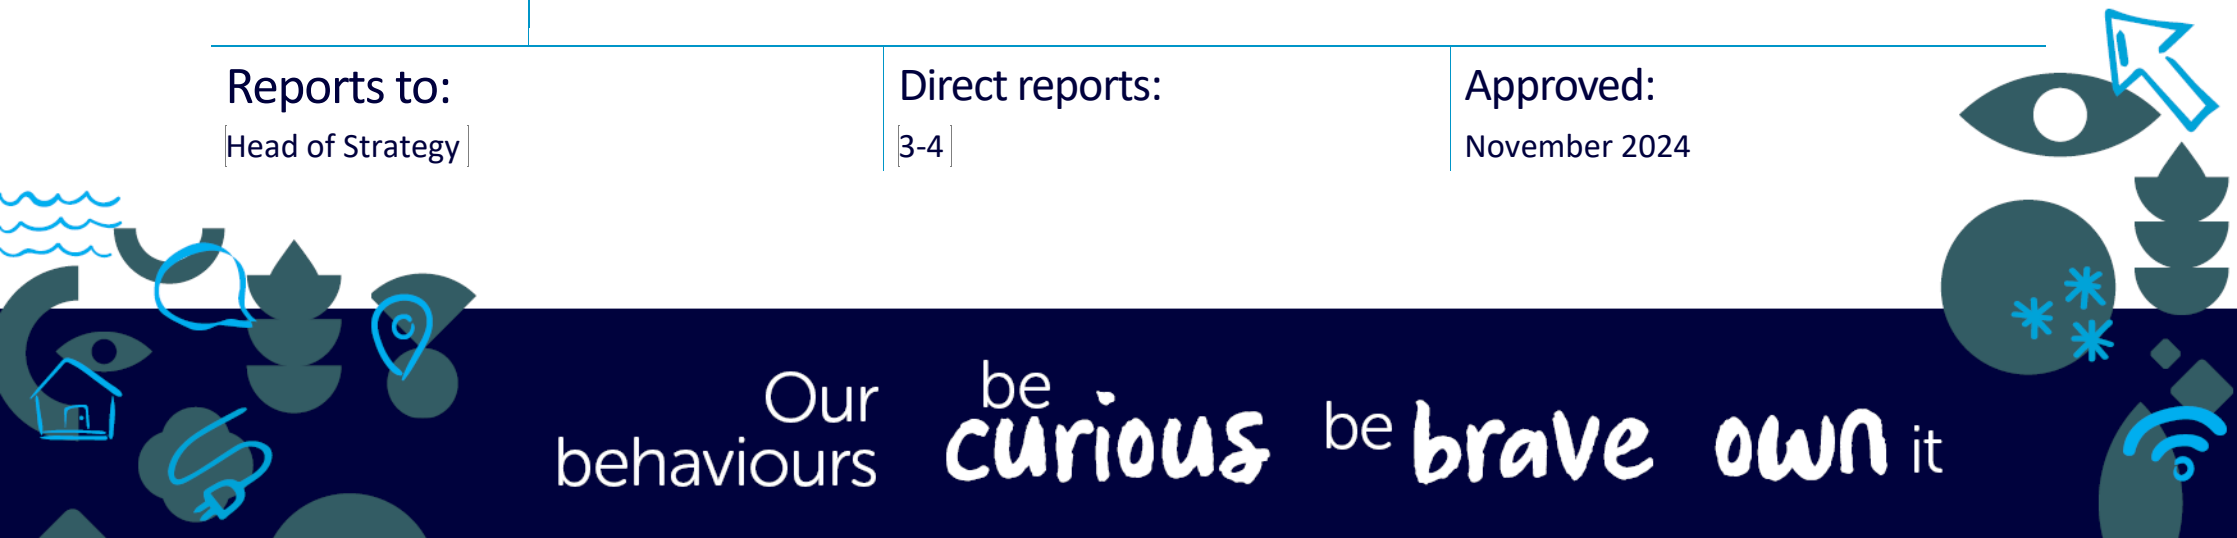 Reports to:
Head of Strategy
Direct reports:
3-4
Approved:
November 2024
Our
behaviours
be
curious
be brave
own it